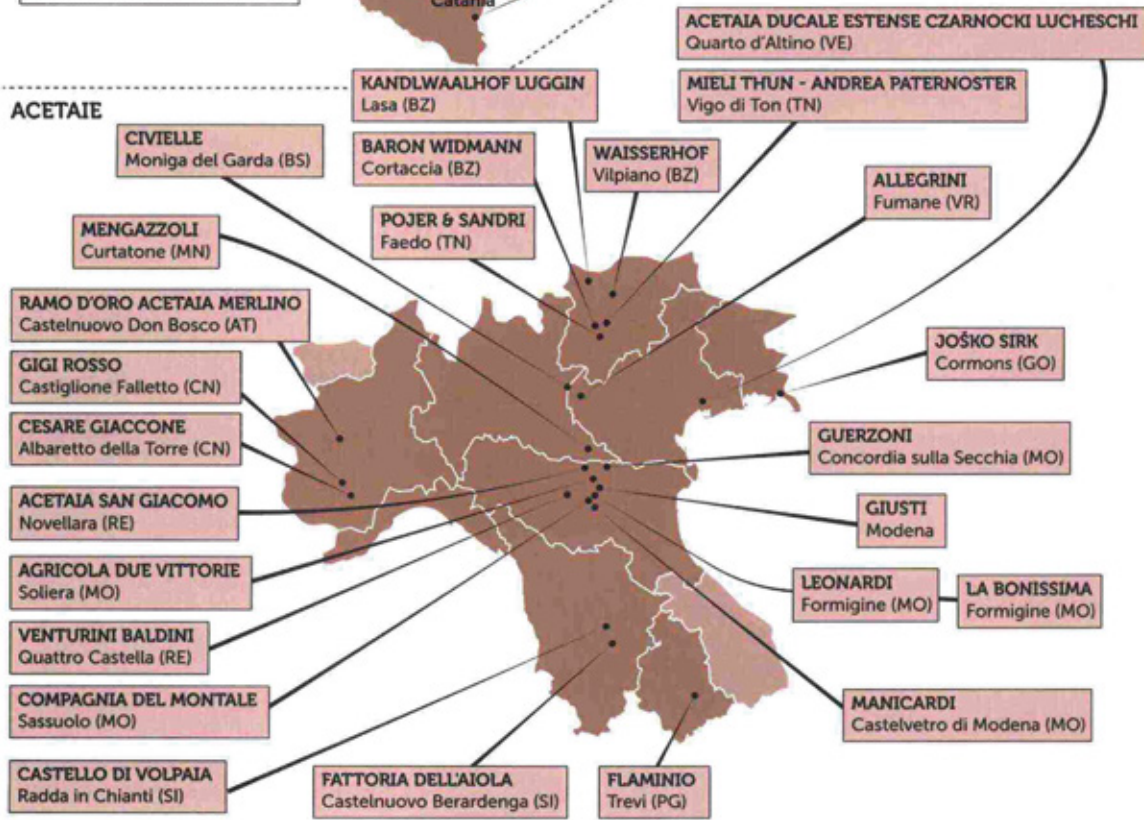 Catania
ACETAIA DUCALE ESTENSE CZARNOCKI LUCHESCHI
Quarto d'Altino (VE)
KANDLWAALHOF LUGGIN
Lasa (BZ)
MIELI THUN - ANDREA PATERNOSTER
Vigo di Ton (TN)
ACETAIE
CIVIELLE
Moniga del Garda (BS)
BARON WIDMANN
Cortaccia (BZ)
WAISSERHOF
Vilpiano (BZ)
ALLEGRINI
Fumane (VR)
POJER & SANDRI
Faedo (TN)
MENGAZZOLI
Curtatone (MN)
RAMO D'ORO ACETAIA MERLINO
Castelnuovo Don Bosco (AT)
JOŠKO SIRK
Cormons (GO)
GIGI ROSSO
Castiglione Falletto (CN)
CESARE GIACCONE
Albaretto della Torre (CN)
GUERZONI
Concordia sulla Secchia (MO)
ACETAIA SAN GIACOMO
Novellara (RE)
GIUSTI
Modena
AGRICOLA DUE VITTORIE
Soliera (MO)
LEONARDI
Formigine (MO)
LA BONISSIMA
Formigine (MO)
VENTURINI BALDINI
Quattro Castella (RE)
COMPAGNIA DEL MONTALE
Sassuolo (MO)
MANICARDI
Castelvetro di Modena (MO)
CASTELLO DI VOLPAIA
Radda in Chianti (SI)
FATTORIA DELL'AIOLA
Castelnuovo Berardenga (SI)
FLAMINIO
Trevi (PG)